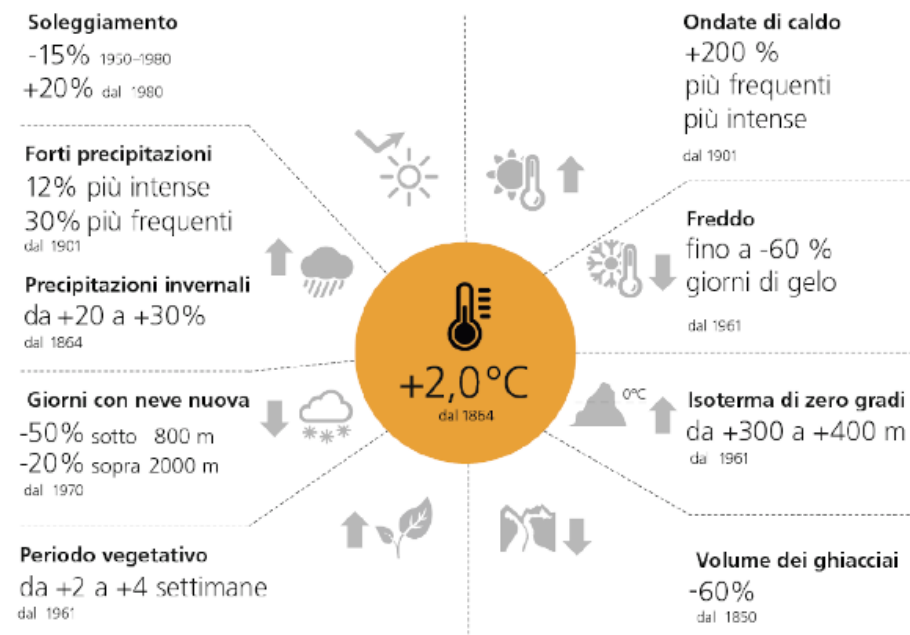 Soleggiamento
-15% 1950–1980
+20% dal 1980
Forti precipitazioni
12% più intense
30% più frequenti
dal 1901
Precipitazioni invernali
da +20 a +30%
dal 1864
Giorni con neve nuova
-50% sotto 800 m
-20% sopra 2000 m
dal 1970
Periodo vegetativo
da +2 a +4 settimane
dal 1961
+2,0°C
dal 1864
Ondate di caldo
+200 %
più frequenti
più intense
dal 1901
Freddo
fino a -60 %
giorni di gelo
dal 1961
0°C
Isoterma di zero gradi
da +300 a +400 m
dal 1961
Volume dei ghiacciai
-60%
dal 1850